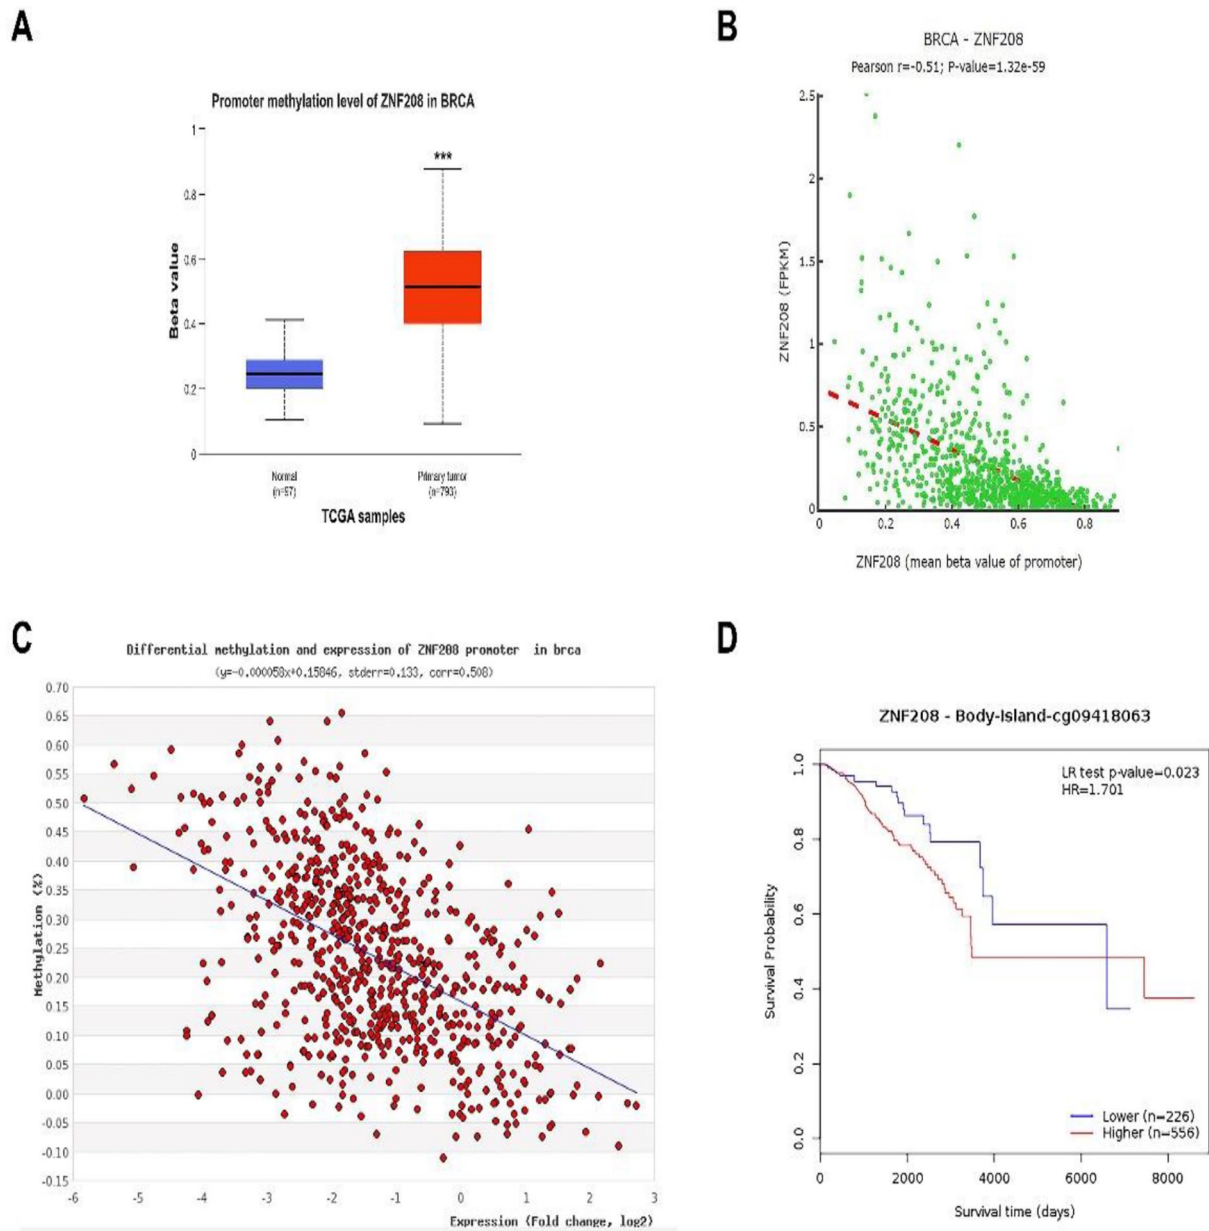 A
Promoter methylation level of ZNF208 in BRCA
Beta value
1
0.8
0.6
0.4
0.2
0
***
Normal
(n=97)
Primary tumor
(n=793)
TCGA samples
B
BRCA - ZNF208
Pearson r=-0.51; P-value=1.32e-59
ZNF208 (FPKM)
2.5
2
1.5
1
0.5
0
0
0.2
0.4
0.6
0.8
ZNF208 (mean beta value of promoter)
C
Differential methylation and expression of ZNF208 promoter in brca
(y=-0.000058x+0.15846, stderr=0.133, corr=0.508)
Methylation (%)
0.70
0.65
0.60
0.55
0.50
0.45
0.40
0.35
0.30
0.25
0.20
0.15
0.10
0.05
0.00
-0.05
-0.10
-0.15
-6
-5
-4
-3
-2
-1
0
1
2
3
Expression (Fold change, log2)
D
ZNF208 - Body-Island-cg09418063
LR test p-value=0.023
HR=1.701
Survival Probability
1.0
0.8
0.6
0.4
0.2
0.0
Lower (n=226)
Higher (n=556)
0
2000
4000
6000
8000
Survival time (days)